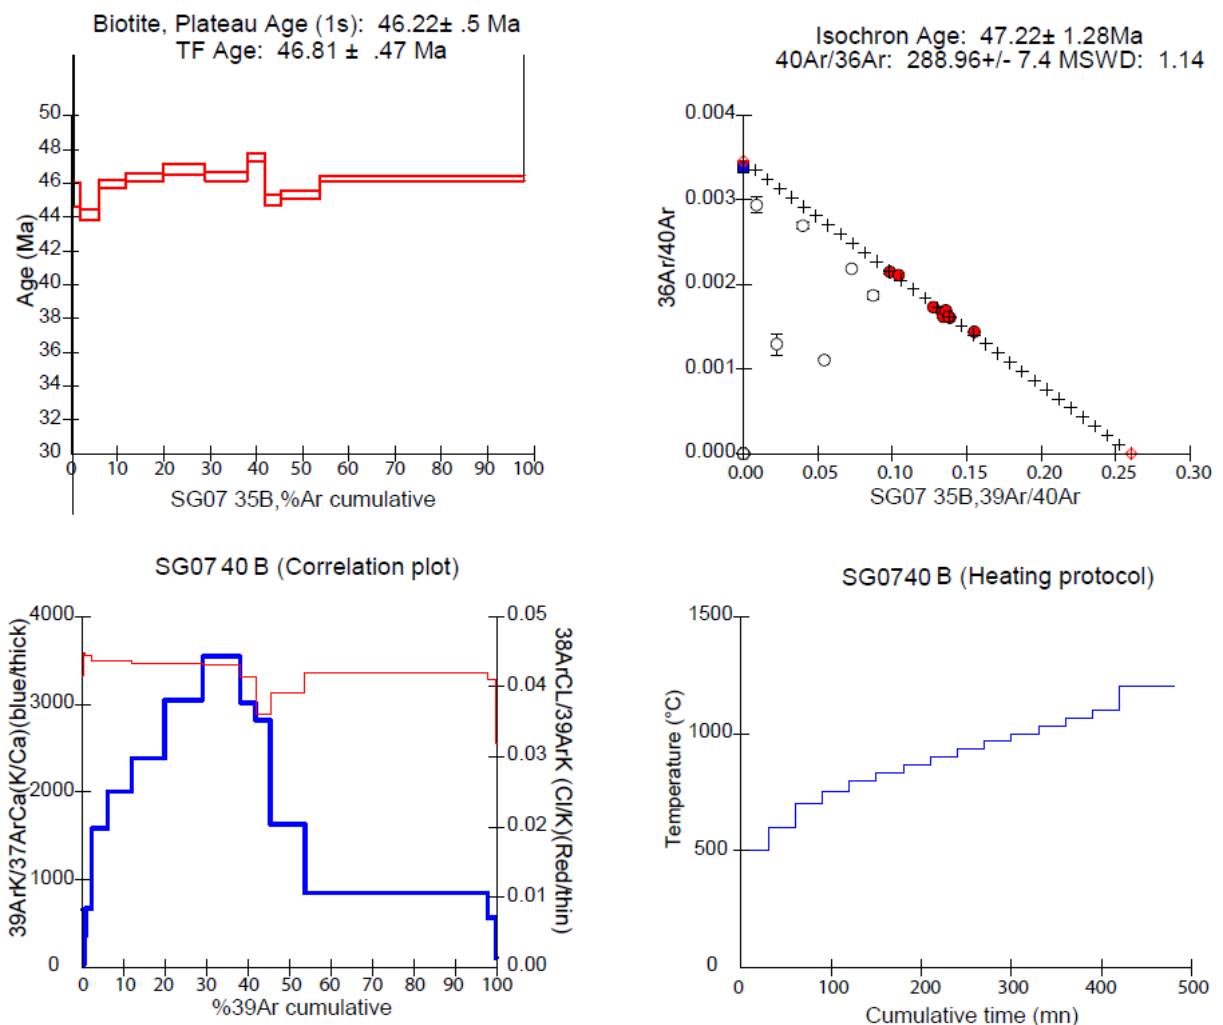 Biotite, Plateau Age (1s): 46.22± .5 Ma
TF Age: 46.81 ± .47 Ma
50
48
46
44
42
40
38
36
34
32
30
Age (Ma)
0 10 20 30 40 50 60 70 80 90 100
SG07 35B,%Ar cumulative
Isochron Age: 47.22± 1.28Ma
40Ar/36Ar: 288.96+/- 7.4 MSWD: 1.14
0.004
0.003
0.002
0.001
0.000
36Ar/40Ar
0.00 0.05 0.10 0.15 0.20 0.25 0.30
SG07 35B,39Ar/40Ar
SG0740 B (Correlation plot)
4000
3000
2000
1000
0
39ArK/37ArCa(K/Ca)(blue/thick)
0.05
0.04
0.03
0.02
0.01
0.00
38ArCL/39ArK (Cl/K)(Red/thin)
0 10 20 30 40 50 60 70 80 90 100
%39Ar cumulative
SG0740 B (Heating protocol)
1500
1000
500
0
Temperature (°C)
0 100 200 300 400 500
Cumulative time (mn)